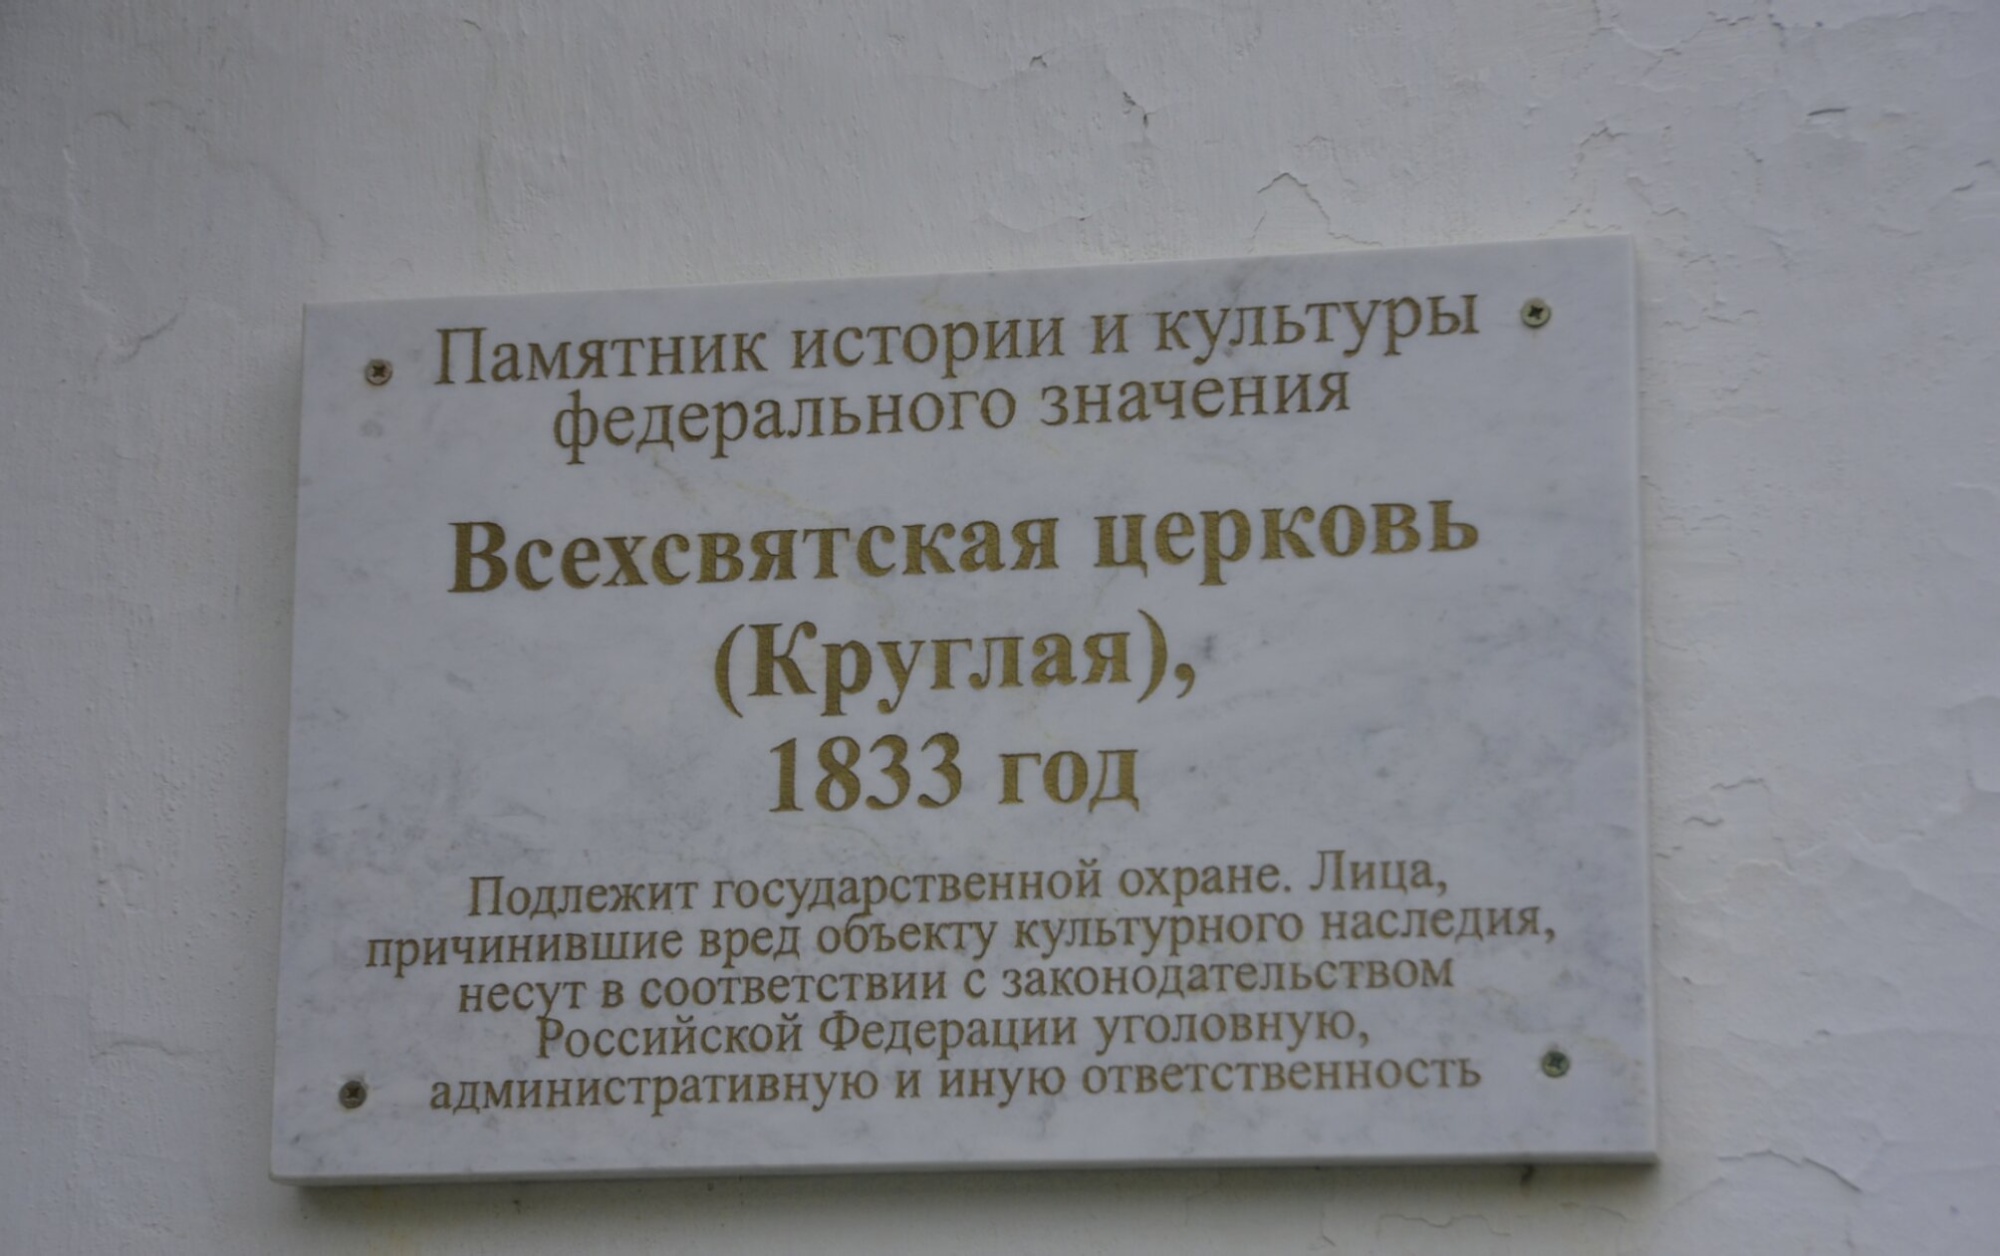 Памятник истории и культуры
федерального значения
Всехсвятская церковь
(Круглая),
1833 год
Подлежит государственной охране. Лица,
причинившие вред объекту культурного наследия,
несут в соответствии с законодательством
Российской Федерации уголовную,
административную и иную ответственность